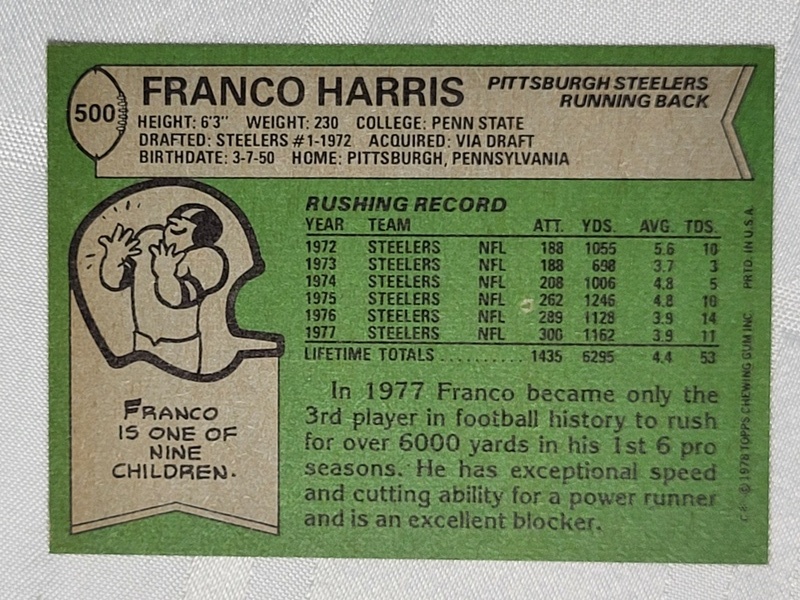 500
FRANCO HARRIS
PITTSBURGH STEELERS
RUNNING BACK
HEIGHT: 6'3" WEIGHT: 230 COLLEGE: PENN STATE
DRAFTED: STEELERS #1-1972 ACQUIRED: VIA DRAFT
BIRTHDATE: 3-7-50 HOME: PITTSBURGH, PENNSYLVANIA
RUSHING RECORD
YEAR TEAM ATT. YDS. AVG. TDS.
1972 STEELERS NFL 188 1055 5.6 10
1973 STEELERS NFL 188 698 3.7 3
1974 STEELERS NFL 208 1006 4.8 5
1975 STEELERS NFL 262 1246 4.8 10
1976 STEELERS NFL 289 1128 3.9 14
1977 STEELERS NFL 300 1162 3.9 11
LIFETIME TOTALS .......... 1435 6295 4.4 53
In 1977 Franco became only the
3rd player in football history to rush
for over 6000 yards in his 1st 6 pro
seasons. He has exceptional speed
and cutting ability for a power runner
and is an excellent blocker.
FRANCO
IS ONE OF
NINE
CHILDREN.
© 1978 TOPPS CHEWING GUM INC. PRTD. IN U.S.A.